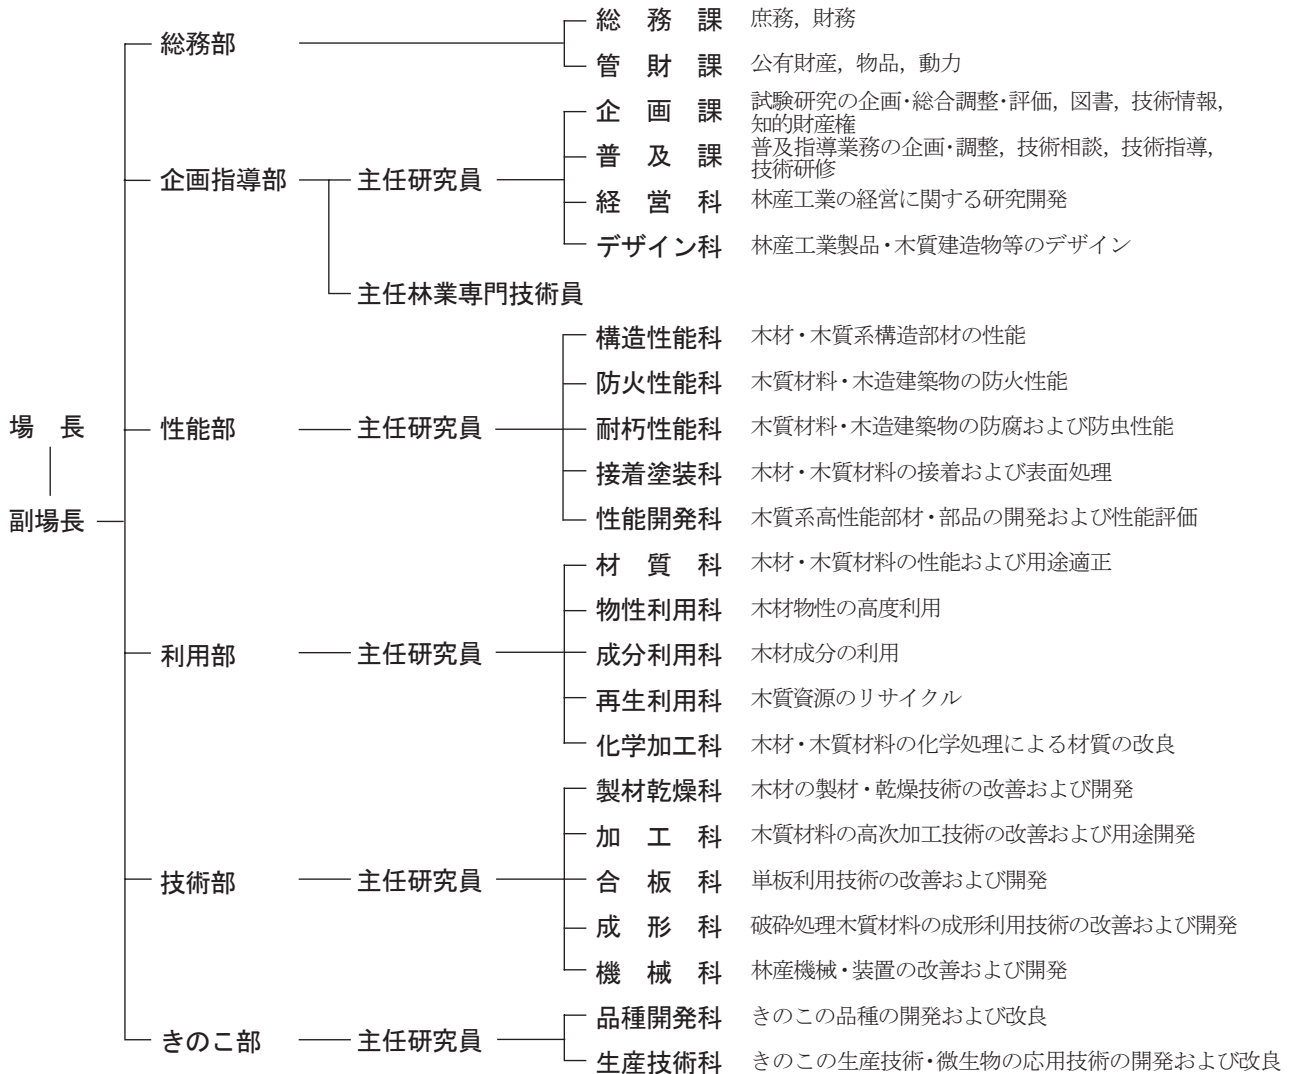 総務課 庶務，財務
総務部
管財課 公有財産，物品，動力
企画課 試験研究の企画・総合調整・評価，図書，技術情報，
知的財産権
普及課 普及指導業務の企画・調整，技術相談，技術指導，
技術研修
企画指導部 主任研究員
経営科 林産工業の経営に関する研究開発
デザイン科 林産工業製品・木質建造物等のデザイン
主任林業専門技術員
構造性能科 木材・木質系構造部材の性能
防火性能科 木質材料・木造建築物の防火性能
場長 性能部 主任研究員 耐朽性能科 木質材料・木造建築物の防腐および防虫性能
接着塗装科 木材・木質材料の接着および表面処理
副場長 性能開発科 木質系高性能部材・部品の開発および性能評価
材質科 木材・木質材料の性能および用途適正
物性利用科 木材物性の高度利用
利用部 主任研究員 成分利用科 木材成分の利用
再生利用科 木質資源のリサイクル
化学加工科 木材・木質材料の化学処理による材質の改良
製材乾燥科 木材の製材・乾燥技術の改善および開発
加工科 木質材料の高次加工技術の改善および用途開発
技術部 主任研究員 合板科 単板利用技術の改善および開発
成形科 破砕処理木質材料の成形利用技術の改善および開発
機械科 林産機械・装置の改善および開発
品種開発科 きのこの品種の開発および改良
きのこ部 主任研究員
生産技術科 きのこの生産技術・微生物の応用技術の開発および改良